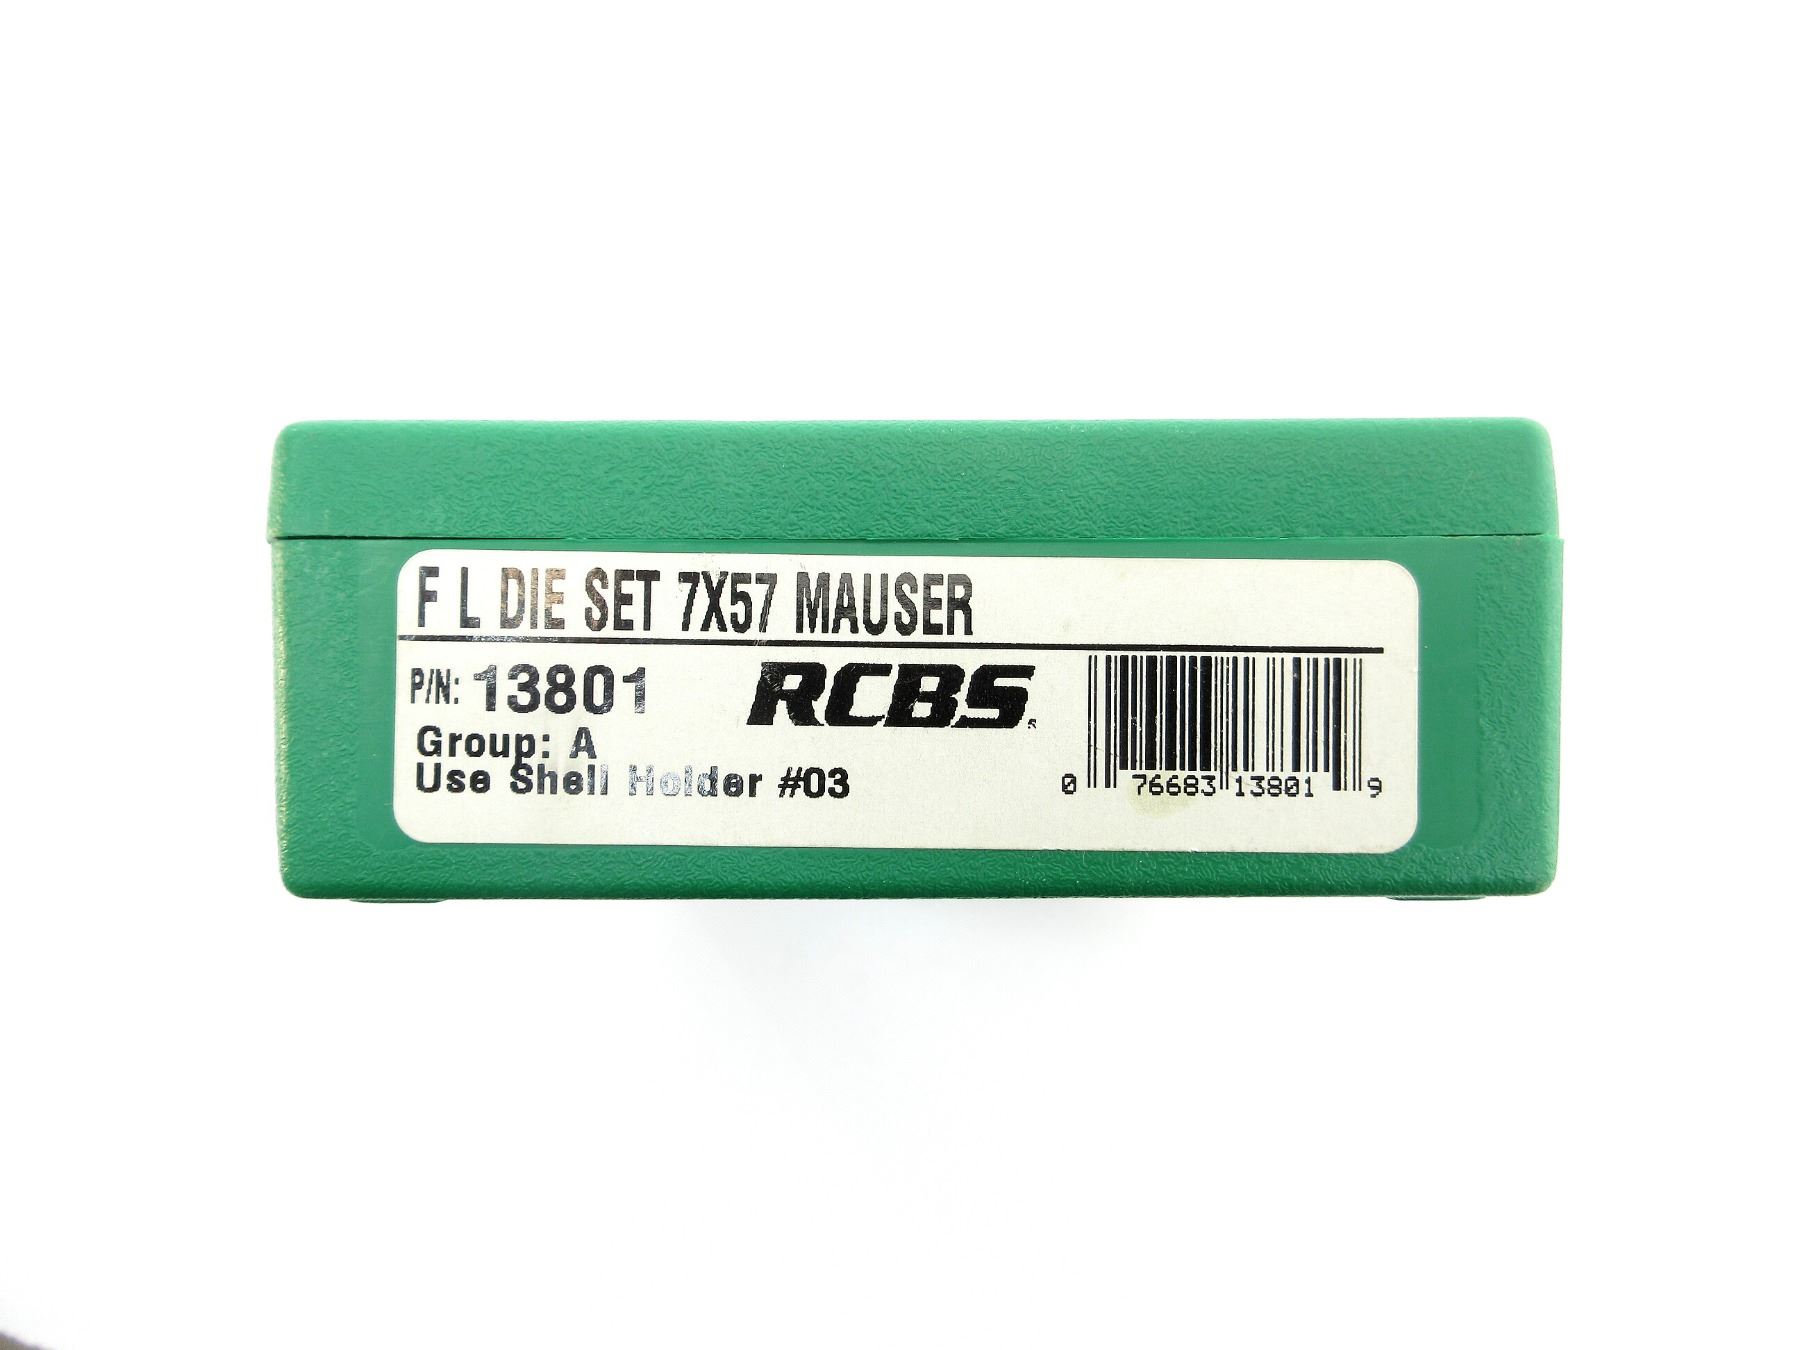 F L DIE SET 7X57 MAUSER
P/N: 13801
RCBS
Group: A
Use Shell Holder #03
0 76683 13801 9